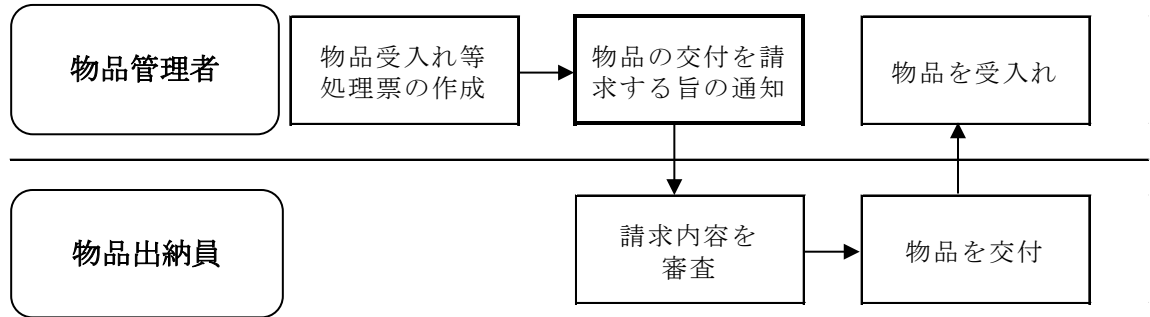 物品管理者
物品受入れ等
処理票の作成
物品の交付を請
求する旨の通知
物品を受入れ
物品出納員
請求内容を
審査
物品を交付